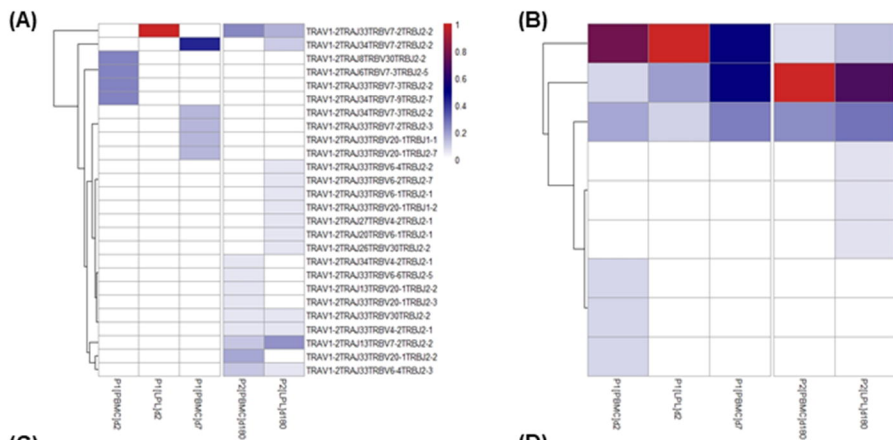 (A)
(B)
TRAV1-2TRAJ33TRBV7-2TRBJ2-2
TRAV1-2TRAJ34TRBV7-2TRBJ2-2
TRAV1-2TRAJ8TRBV30TRBJ2-2
TRAV1-2TRAJ6TRBV7-3TRBJ2-5
TRAV1-2TRAJ33TRBV7-3TRBJ2-2
TRAV1-2TRAJ34TRBV7-9TRBJ2-7
TRAV1-2TRAJ34TRBV7-3TRBJ2-2
TRAV1-2TRAJ33TRBV7-2TRBJ2-3
TRAV1-2TRAJ33TRBV20-1TRBJ1-1
TRAV1-2TRAJ33TRBV20-1TRBJ2-7
TRAV1-2TRAJ33TRBV6-4TRBJ2-2
TRAV1-2TRAJ33TRBV6-2TRBJ2-7
TRAV1-2TRAJ33TRBV6-1TRBJ2-1
TRAV1-2TRAJ33TRBV20-1TRBJ1-2
TRAV1-2TRAJ27TRBV4-2TRBJ2-1
TRAV1-2TRAJ20TRBV6-1TRBJ2-1
TRAV1-2TRAJ26TRBV30TRBJ2-2
TRAV1-2TRAJ34TRBV4-2TRBJ2-1
TRAV1-2TRAJ33TRBV6-6TRBJ2-5
TRAV1-2TRAJ13TRBV20-1TRBJ2-2
TRAV1-2TRAJ33TRBV20-1TRBJ2-3
TRAV1-2TRAJ33TRBV30TRBJ2-2
TRAV1-2TRAJ33TRBV4-2TRBJ2-1
TRAV1-2TRAJ13TRBV7-2TRBJ2-2
TRAV1-2TRAJ33TRBV20-1TRBJ2-2
TRAV1-2TRAJ33TRBV6-4TRBJ2-3
1
0.8
0.6
0.4
0.2
0